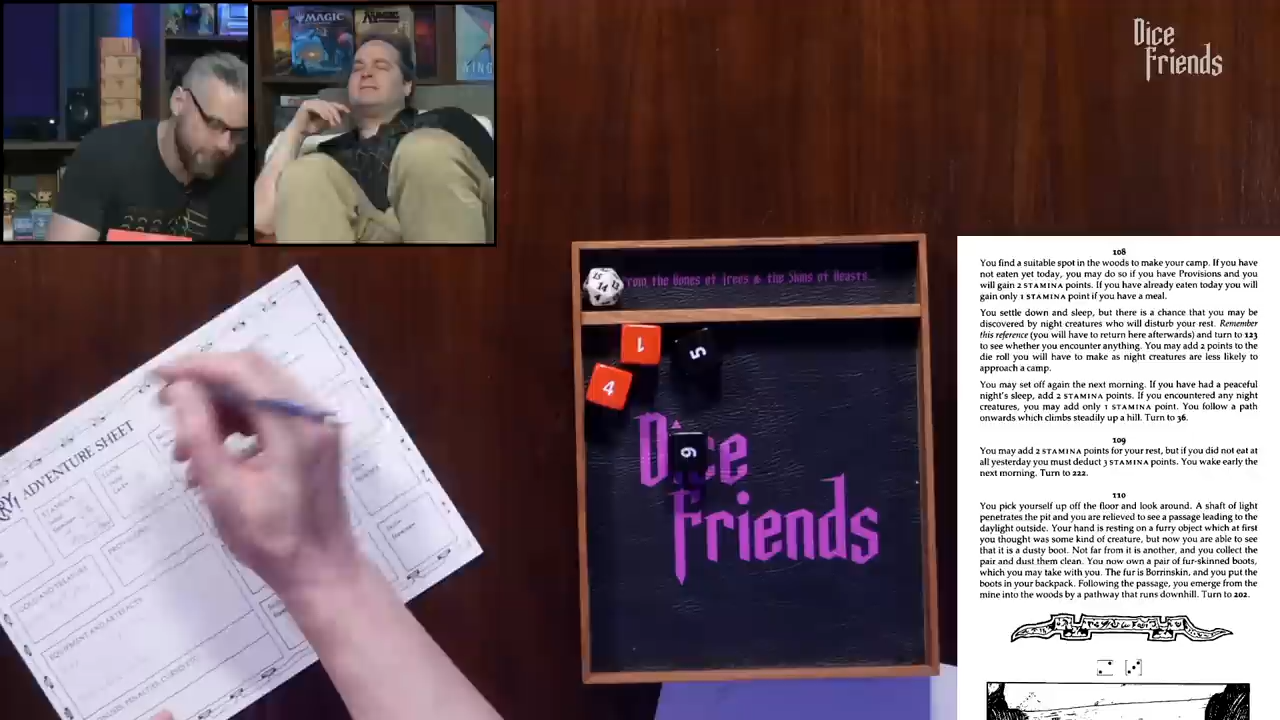 MAGIC
Dice
Friends
from the Bones of Trees & the Skins of Beasts...
15
14
1
5
4
6
Dice
Friends
ADVENTURE SHEET
STAMINA
LUCK
PROVISIONS
GOLD AND TREASURE
EQUIPMENT AND ARTEFACTS
BONUSES, PENALTIES, CURSES ETC.
108
You find a suitable spot in the woods to make your camp. If you have
not eaten yet today, you may do so if you have Provisions and you
will gain 2 STAMINA points. If you have already eaten today you will
gain only 1 STAMINA point if you have a meal.
You settle down and sleep, but there is a chance that you may be
discovered by night creatures who will disturb your rest. Remember
this reference (you will have to return here afterwards) and turn to 123
to see whether you encounter anything. You may add 2 points to the
die roll you will have to make as night creatures are less likely to
approach a camp.
You may set off again the next morning. If you have had a peaceful
night's sleep, add 2 STAMINA points. If you encountered any night
creatures, you may add only 1 STAMINA point. You follow a path
onwards which climbs steadily up a hill. Turn to 36.
109
You may add 2 STAMINA points for your rest, but if you did not eat at
all yesterday you must deduct 3 STAMINA points. You wake early the
next morning. Turn to 222.
110
You pick yourself up off the floor and look around. A shaft of light
penetrates the pit and you are relieved to see a passage leading to the
daylight outside. Your hand is resting on a furry object which at first
you thought was some kind of creature, but now you are able to see
that it is a dusty boot. Not far from it is another, and you collect the
pair and dust them clean. You now own a pair of fur-skinned boots,
which you may take with you. The fur is Borrinskin, and you put the
boots in your backpack. Following the passage, you emerge from the
mine into the woods by a pathway that runs downhill. Turn to 202.